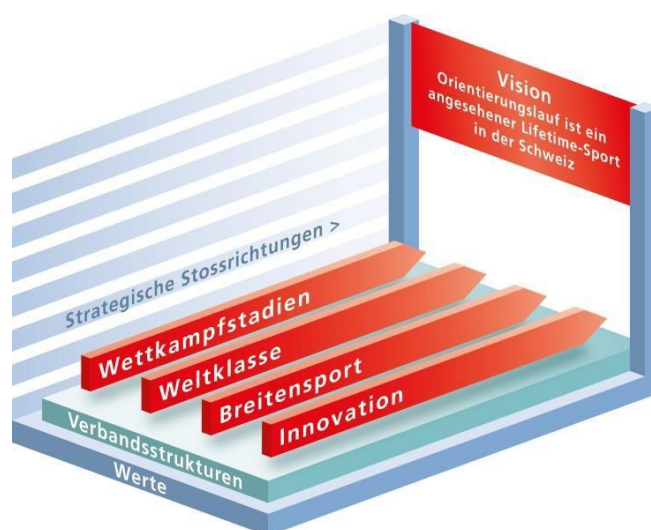 Vision
Orientierungslauf ist ein
angesehener Lifetime-Sport
in der Schweiz
Strategische Stossrichtungen >
Wettkampfstadien
Weltklasse
Breitensport
Innovation
Verbandsstrukturen
Werte